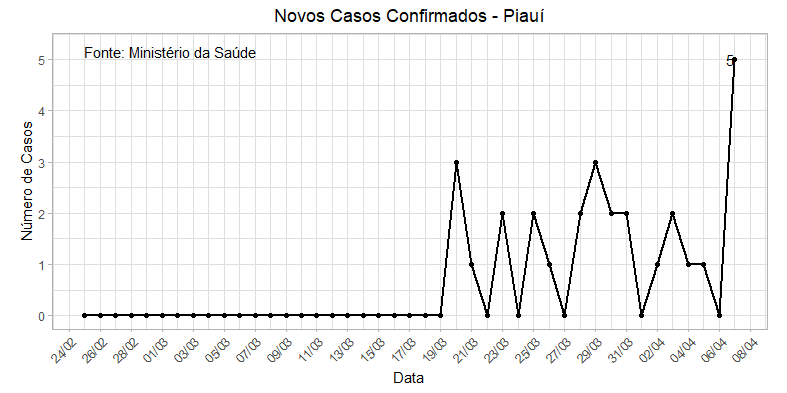 Novos Casos Confirmados - Piauí
Fonte: Ministério da Saúde
5
5
4
3
2
1
0
Número de Casos
24/02 26/02 28/02 01/03 03/03 05/03 07/03 09/03 11/03 13/03 15/03 17/03 19/03 21/03 23/03 25/03 27/03 29/03 31/03 02/04 04/04 06/04 08/04
Data